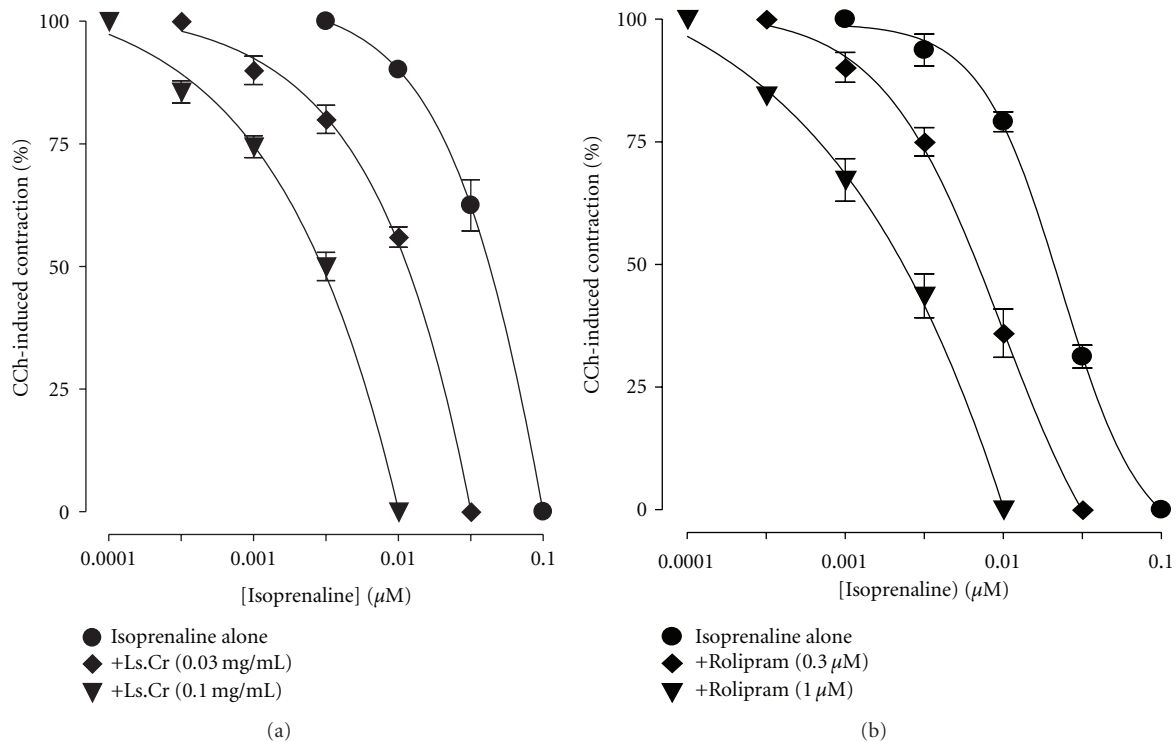 100
75
50
25
0
CCh-induced contraction (%)
0.0001
0.001
0.01
0.1
[Isoprenaline] (μM)
Isoprenaline alone
+Ls.Cr (0.03 mg/mL)
+Ls.Cr (0.1 mg/mL)
(a)
100
75
50
25
0
CCh-induced contraction (%)
0.0001
0.001
0.01
0.1
[Isoprenaline) (μM)
Isoprenaline alone
+Rolipram (0.3 μM)
+Rolipram (1 μM)
(b)